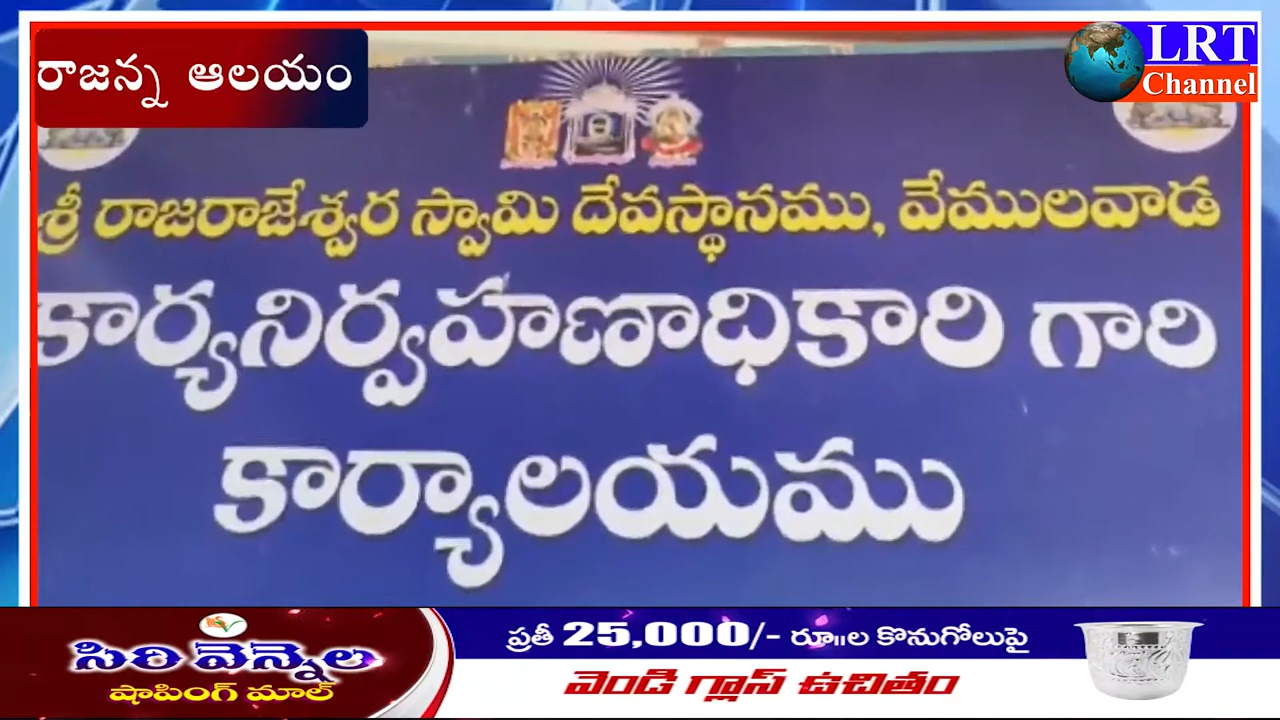 రాజన్న ఆలయం
LRT
Channel
శ్రీ రాజరాజేశ్వర స్వామి దేవస్థానము, వేములవాడ
కార్యనిర్వహణాధికారి గారి
కార్యాలయము
సిరి వెన్నెల
షాపింగ్ మాల్
ప్రతీ 25,000/- రూ॥ల కొనుగోలుపై
వెండి గ్లాస్ ఉచితం